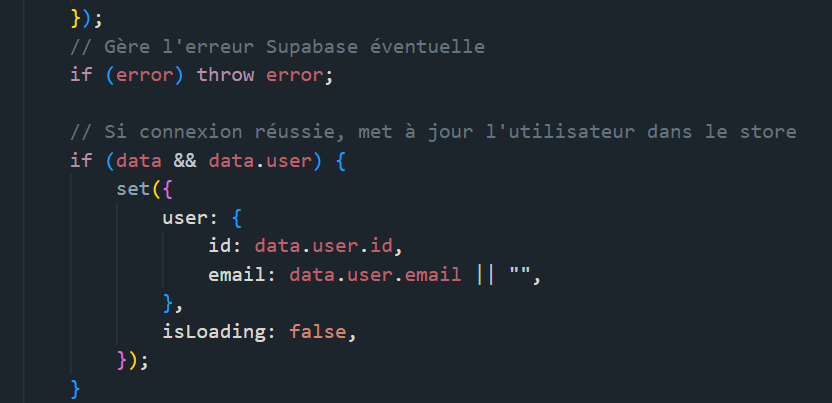 });
// Gère l'erreur Supabase éventuelle
if (error) throw error;
// Si connexion réussie, met à jour l'utilisateur dans le store
if (data && data.user) {
set({
user: {
id: data.user.id,
email: data.user.email || "",
},
isLoading: false,
});
}